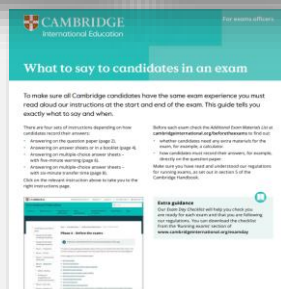 CAMBRIDGE
International Education
For exams officers
What to say to candidates in an exam
To make sure all Cambridge candidates have the same exam experience you must
read aloud our instructions at the start and end of the exam. This guide tells you
exactly what to say and when.
There are four sets of instructions depending on how
candidates record their answers:
Answering on the question paper (page 2).
Answering on answer sheets or in a booklet (page 4).
Answering on multiple-choice answer sheets –
with five-minute warning (page 6).
Answering on multiple-choice answer sheets –
with six-minute transfer time (page 8).
Click on the relevant instruction above to take you to the
right instructions page.
Before each exam check the Additional Exam Materials List at
cambridgeinternational.org/beforetheexams to find out:
whether candidates need any extra materials for the
exam, for example, a calculator
how candidates must record their answers, for example,
directly on the question paper.
Make sure you have read and understood our regulations
for running exams, as set out in section 5 of the
Cambridge Handbook.
Extra guidance
Our Exam Day Checklist will help you check you
are ready for each exam and that you are following
our regulations. You can download the checklist
from the 'Running exams' section of
www.cambridgeinternational.org/examday
Phase 4 - Before the exams